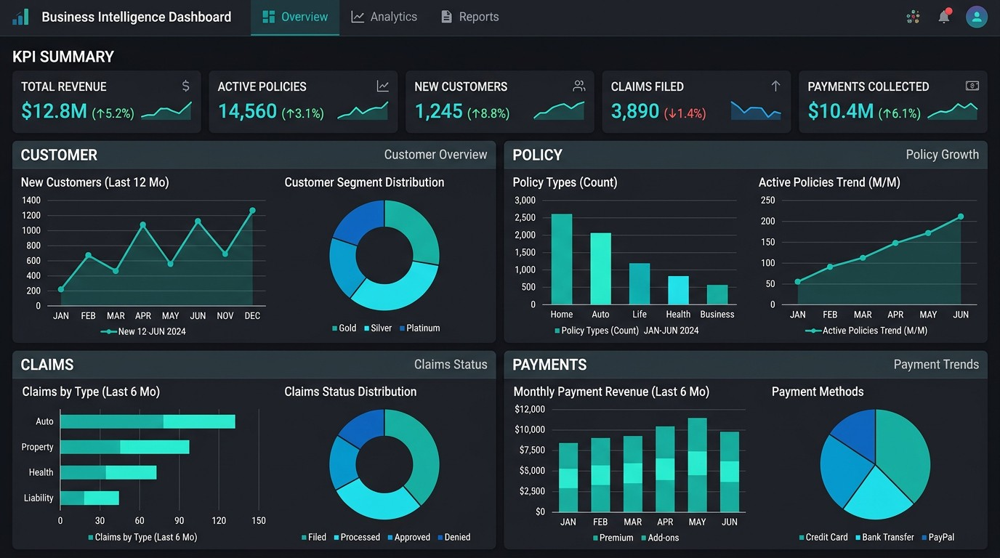 Business Intelligence Dashboard
Overview
Analytics
Reports
KPI SUMMARY
TOTAL REVENUE
$
$12.8M (↑5.2%)
ACTIVE POLICIES
14,560 (↑3.1%)
NEW CUSTOMERS
1,245 (↑8.8%)
CLAIMS FILED
3,890 (↓1.4%)
PAYMENTS COLLECTED
$10.4M (↑6.1%)
CUSTOMER
Customer Overview
New Customers (Last 12 Mo)
1400
1200
1000
800
600
400
200
0
JAN FEB MAR APR MAY JUN NOV DEC
New 12-JUN 2024
Customer Segment Distribution
Gold Silver Platinum
POLICY
Policy Growth
Policy Types (Count)
3,000
2,500
2,000
1,500
1,000
500
0
Home Auto Life Health Business
Policy Types (Count) JAN-JUN 2024
Active Policies Trend (M/M)
250
200
150
100
50
0
JAN FEB MAR APR MAY JUN
Active Policies Trend (M/M)
CLAIMS
Claims Status
Claims by Type (Last 6 Mo)
Auto
Property
Health
Liability
0 30 60 90 120 150
Claims by Type (Last 6 Mo)
Claims Status Distribution
Filed Processed Approved Denied
PAYMENTS
Payment Trends
Monthly Payment Revenue (Last 6 Mo)
$12,000
$10,000
$7,500
$5,000
$2,900
$0
JAN FEB MAR APR MAY JUN
Premium Add-ons
Payment Methods
Credit Card Bank Transfer PayPal